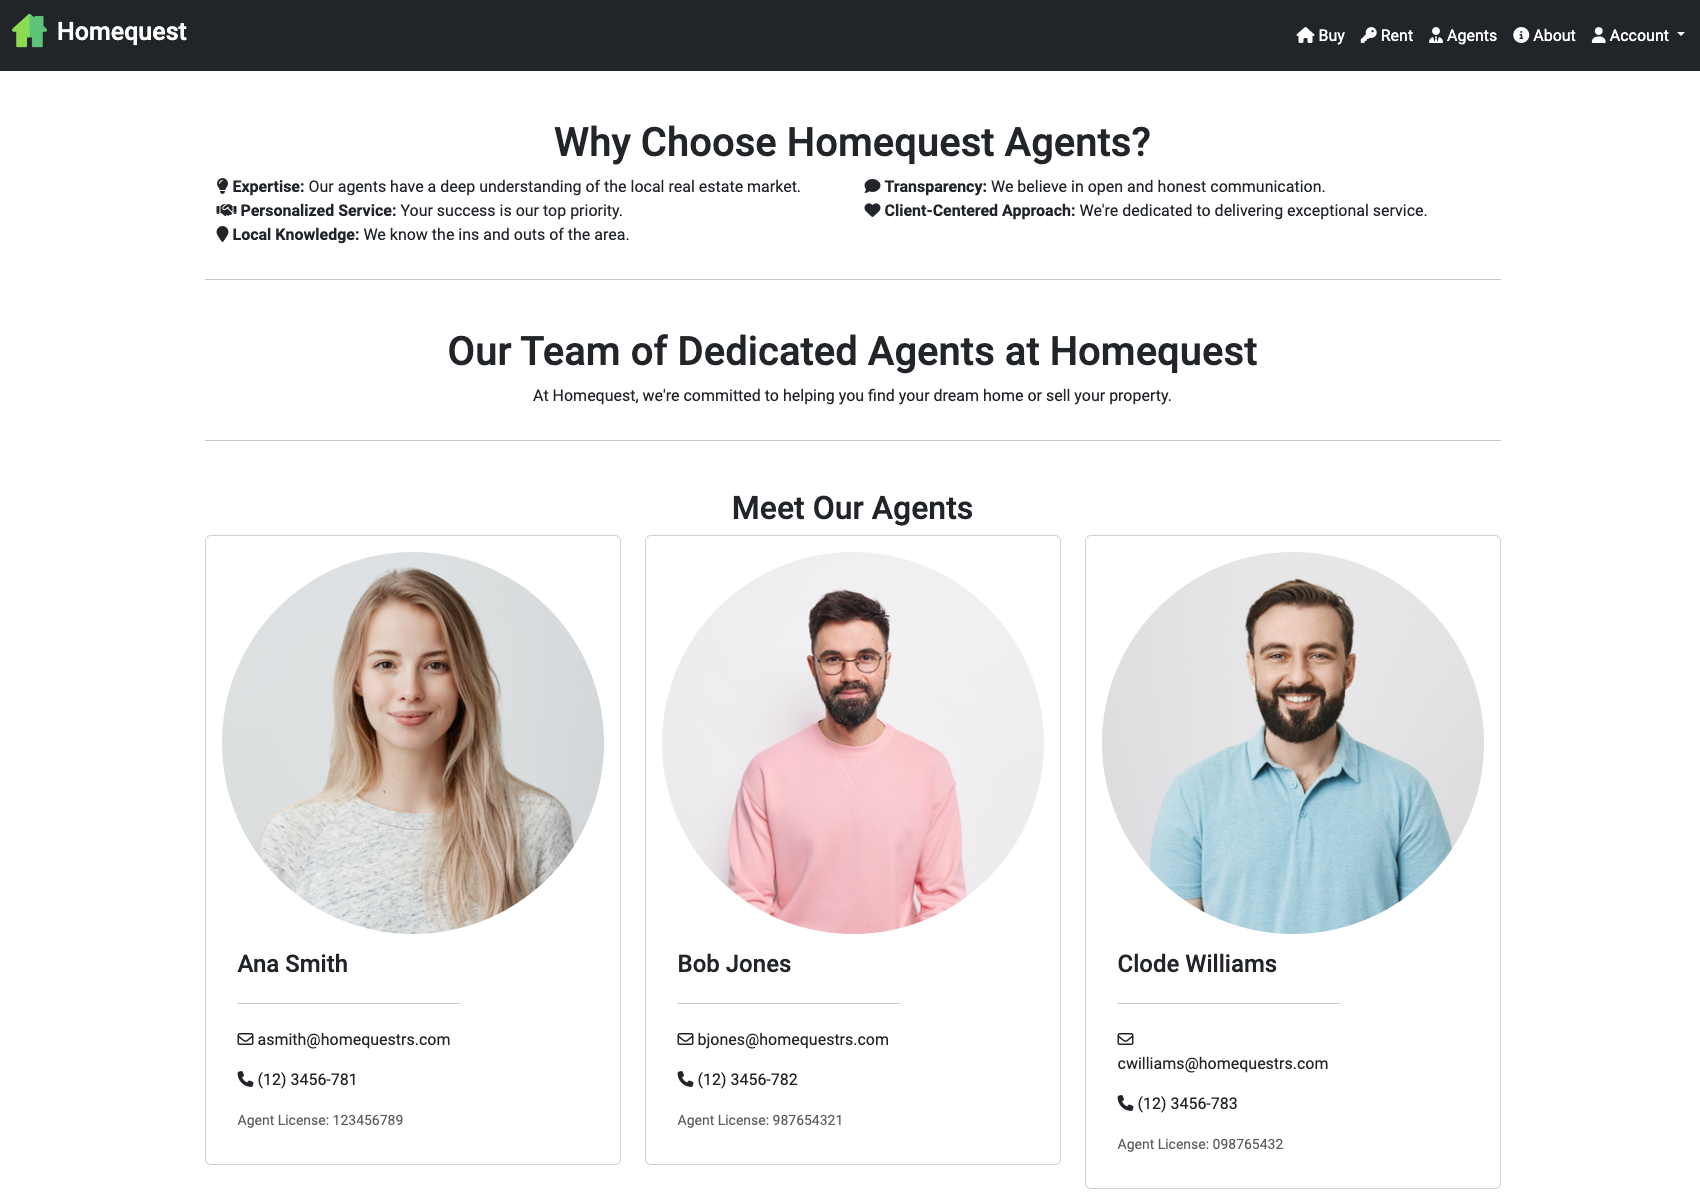 Homequest
Buy
Rent
Agents
About
Account
Why Choose Homequest Agents?
Expertise: Our agents have a deep understanding of the local real estate market.
Personalized Service: Your success is our top priority.
Local Knowledge: We know the ins and outs of the area.
Transparency: We believe in open and honest communication.
Client-Centered Approach: We're dedicated to delivering exceptional service.
Our Team of Dedicated Agents at Homequest
At Homequest, we're committed to helping you find your dream home or sell your property.
Meet Our Agents
Ana Smith
asmith@homequestrs.com
(12) 3456-781
Agent License: 123456789
Bob Jones
bjones@homequestrs.com
(12) 3456-782
Agent License: 987654321
Clode Williams
cwilliams@homequestrs.com
(12) 3456-783
Agent License: 098765432